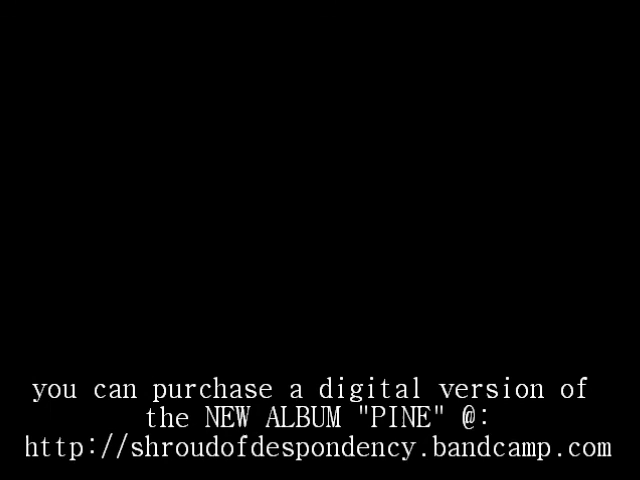 you can purchase a digital version of
the NEW ALBUM "PINE" @:
http://shroudofdespondency.bandcamp.com